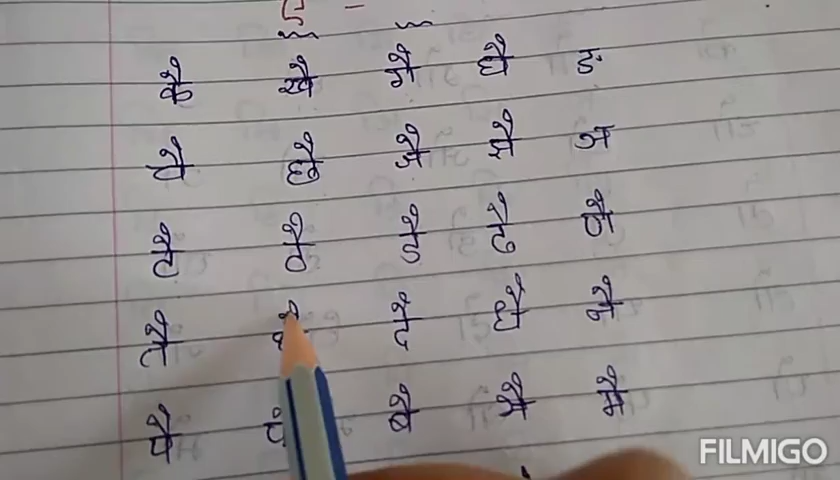 कै खै गै घै ङ
चै छै जै झै ञ
टै ठै डै ढै णै
तै दै धै नै
पै बै भै मै
FILMIGO